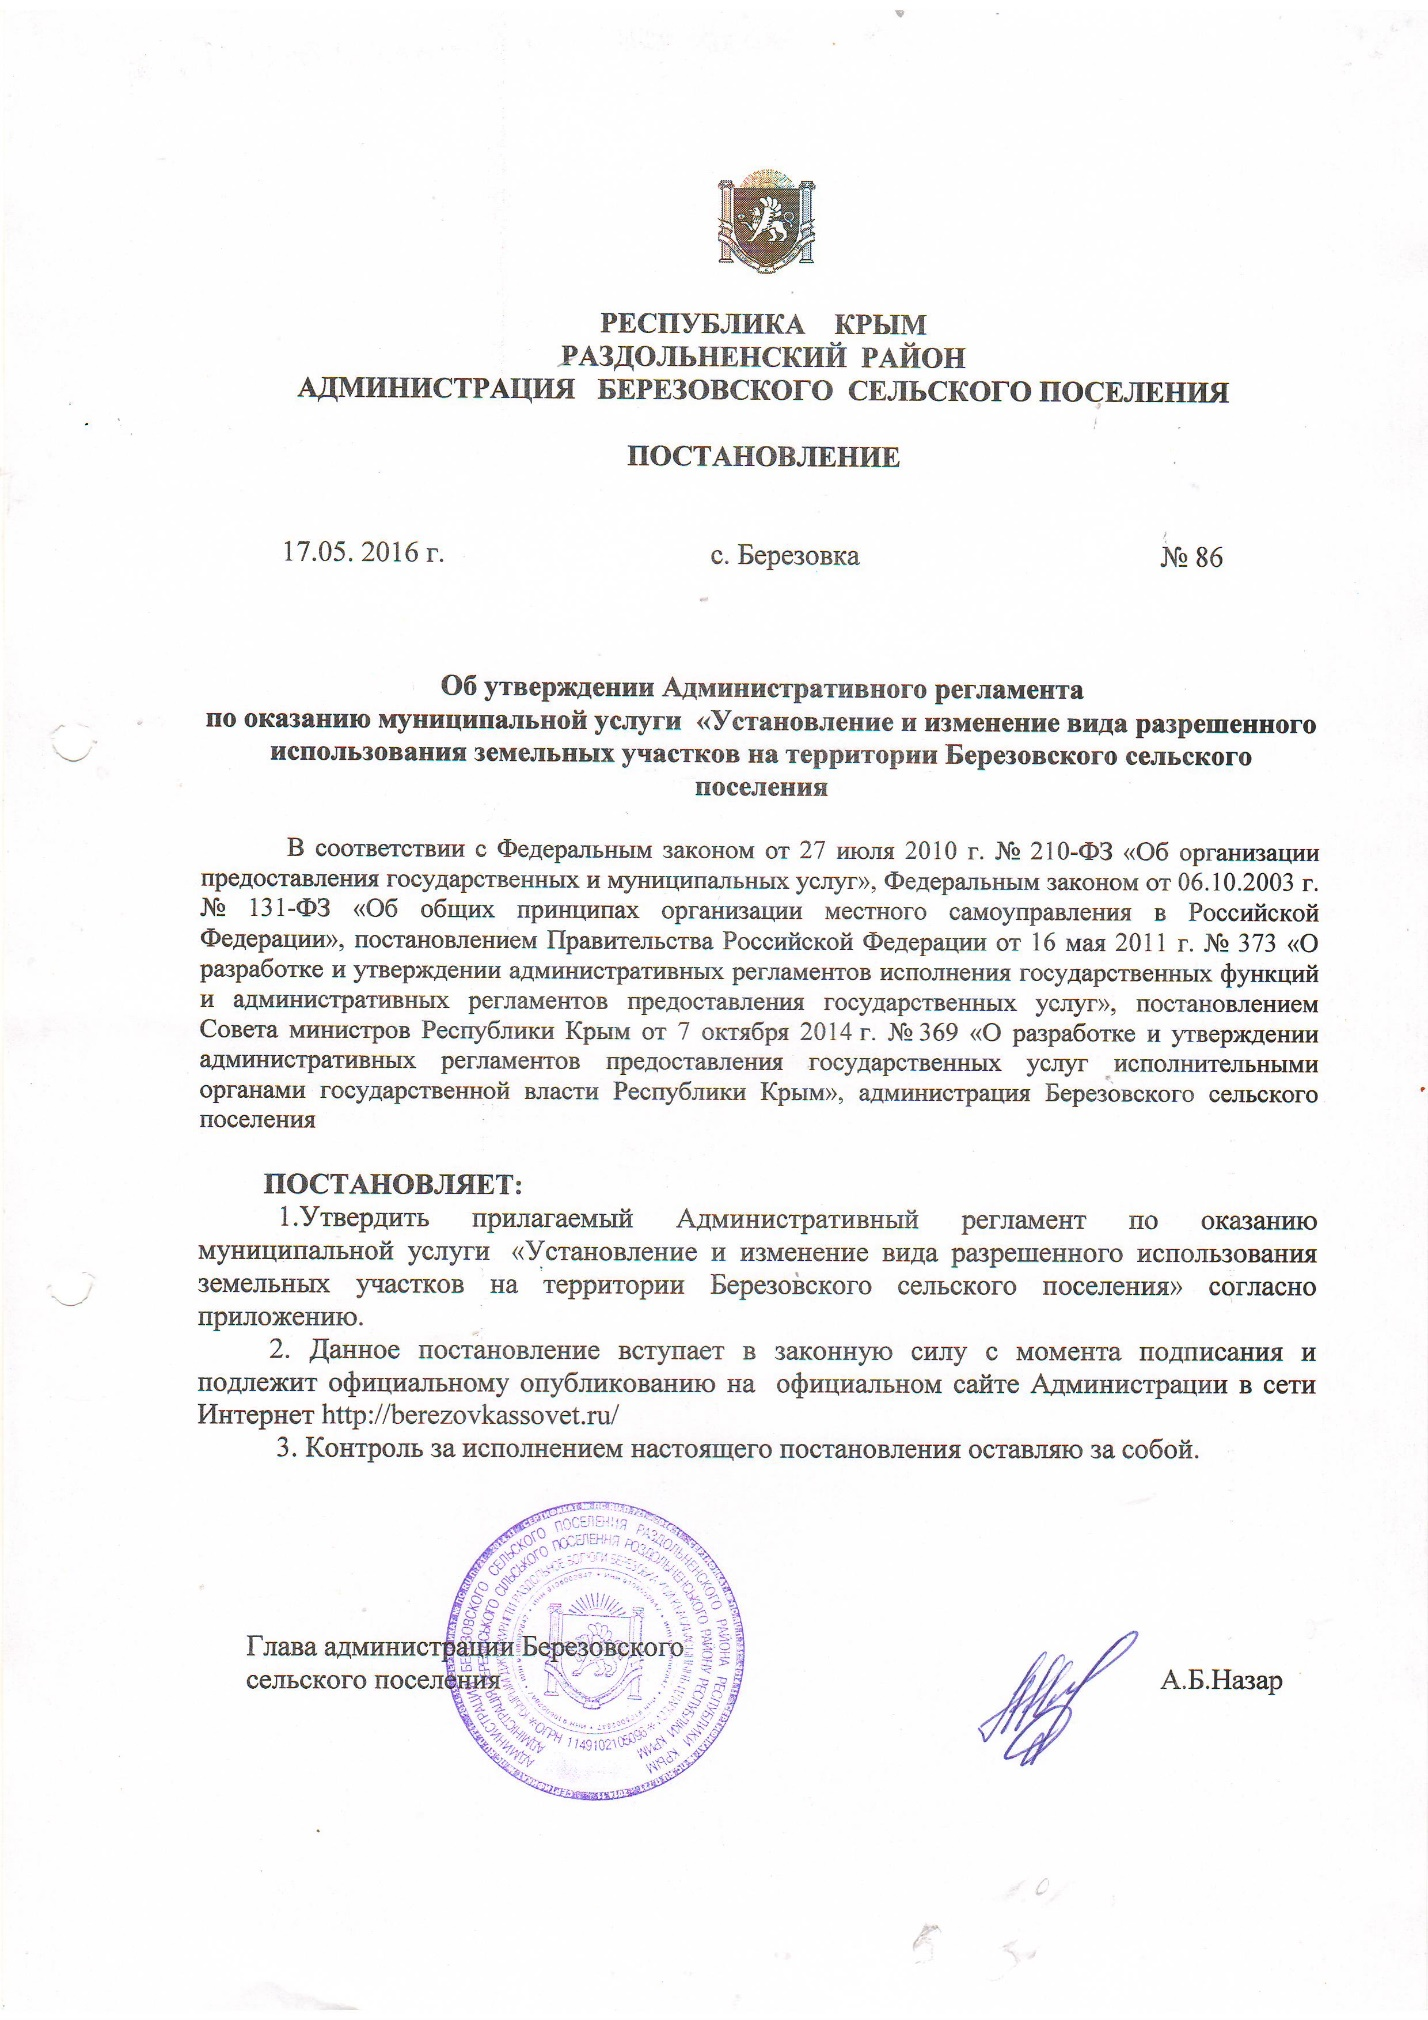 РЕСПУБЛИКА КРЫМ
РАЗДОЛЬНЕНСКИЙ РАЙОН
АДМИНИСТРАЦИЯ БЕРЕЗОВСКОГО СЕЛЬСКОГО ПОСЕЛЕНИЯ
ПОСТАНОВЛЕНИЕ
17.05. 2016 г. с. Березовка № 86
Об утверждении Административного регламента
по оказанию муниципальной услуги «Установление и изменение вида разрешенного
использования земельных участков на территории Березовского сельского
поселения
В соответствии с Федеральным законом от 27 июля 2010 г. № 210-ФЗ «Об организации
предоставления государственных и муниципальных услуг», Федеральным законом от 06.10.2003 г.
№ 131-ФЗ «Об общих принципах организации местного самоуправления в Российской
Федерации», постановлением Правительства Российской Федерации от 16 мая 2011 г. № 373 «О
разработке и утверждении административных регламентов исполнения государственных функций
и административных регламентов предоставления государственных услуг», постановлением
Совета министров Республики Крым от 7 октября 2014 г. № 369 «О разработке и утверждении
административных регламентов предоставления государственных услуг исполнительными
органами государственной власти Республики Крым», администрация Березовского сельского
поселения
ПОСТАНОВЛЯЕТ:
1.Утвердить прилагаемый Административный регламент по оказанию
муниципальной услуги «Установление и изменение вида разрешенного использования
земельных участков на территории Березовского сельского поселения» согласно
приложению.
2. Данное постановление вступает в законную силу с момента подписания и
подлежит официальному опубликованию на официальном сайте Администрации в сети
Интернет http://berezovkassovet.ru/
3. Контроль за исполнением настоящего постановления оставляю за собой.
Глава администрации Березовского
сельского поселения А.Б.Назар
АДМИНИСТРАЦИЯ БЕРЕЗОВСКОГО СЕЛЬСКОГО ПОСЕЛЕНИЯ РАЗДОЛЬНЕНСКОГО РАЙОНА РЕСПУБЛИКИ КРЫМ